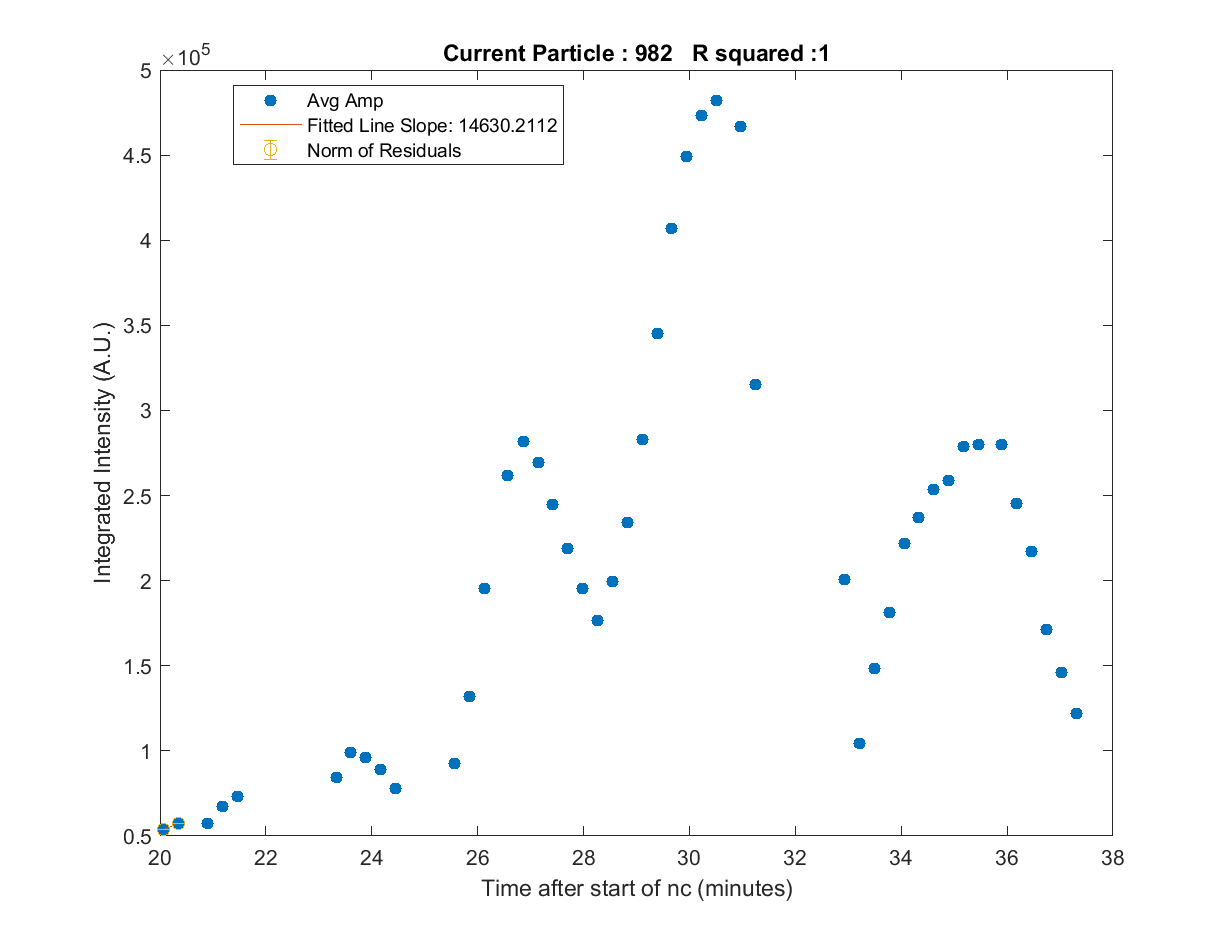 Current Particle : 982 R squared :1
×10⁵
5
4.5
4
3.5
3
2.5
2
1.5
1
0.5
Integrated Intensity (A.U.)
Avg Amp
Fitted Line Slope: 14630.2112
Norm of Residuals
20 22 24 26 28 30 32 34 36 38
Time after start of nc (minutes)